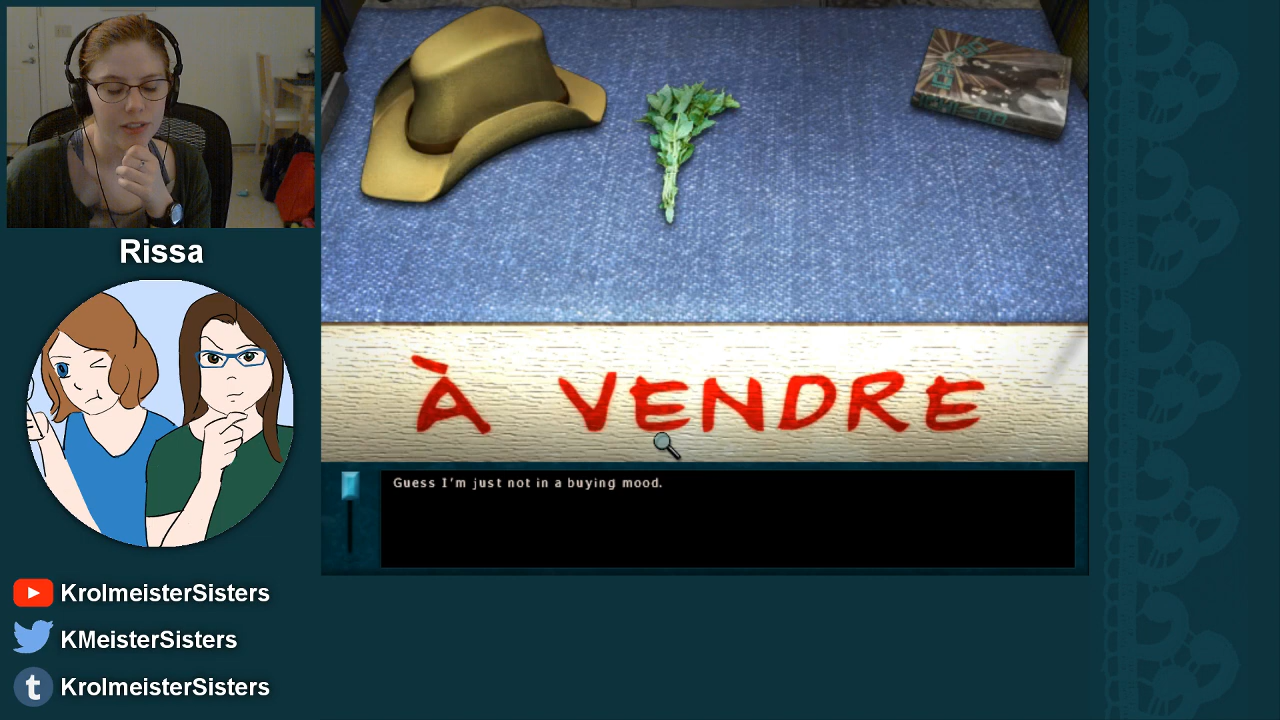 Rissa
KrolmeisterSisters
KMeisterSisters
KrolmeisterSisters
À VENDRE
Guess I'm just not in a buying mood.